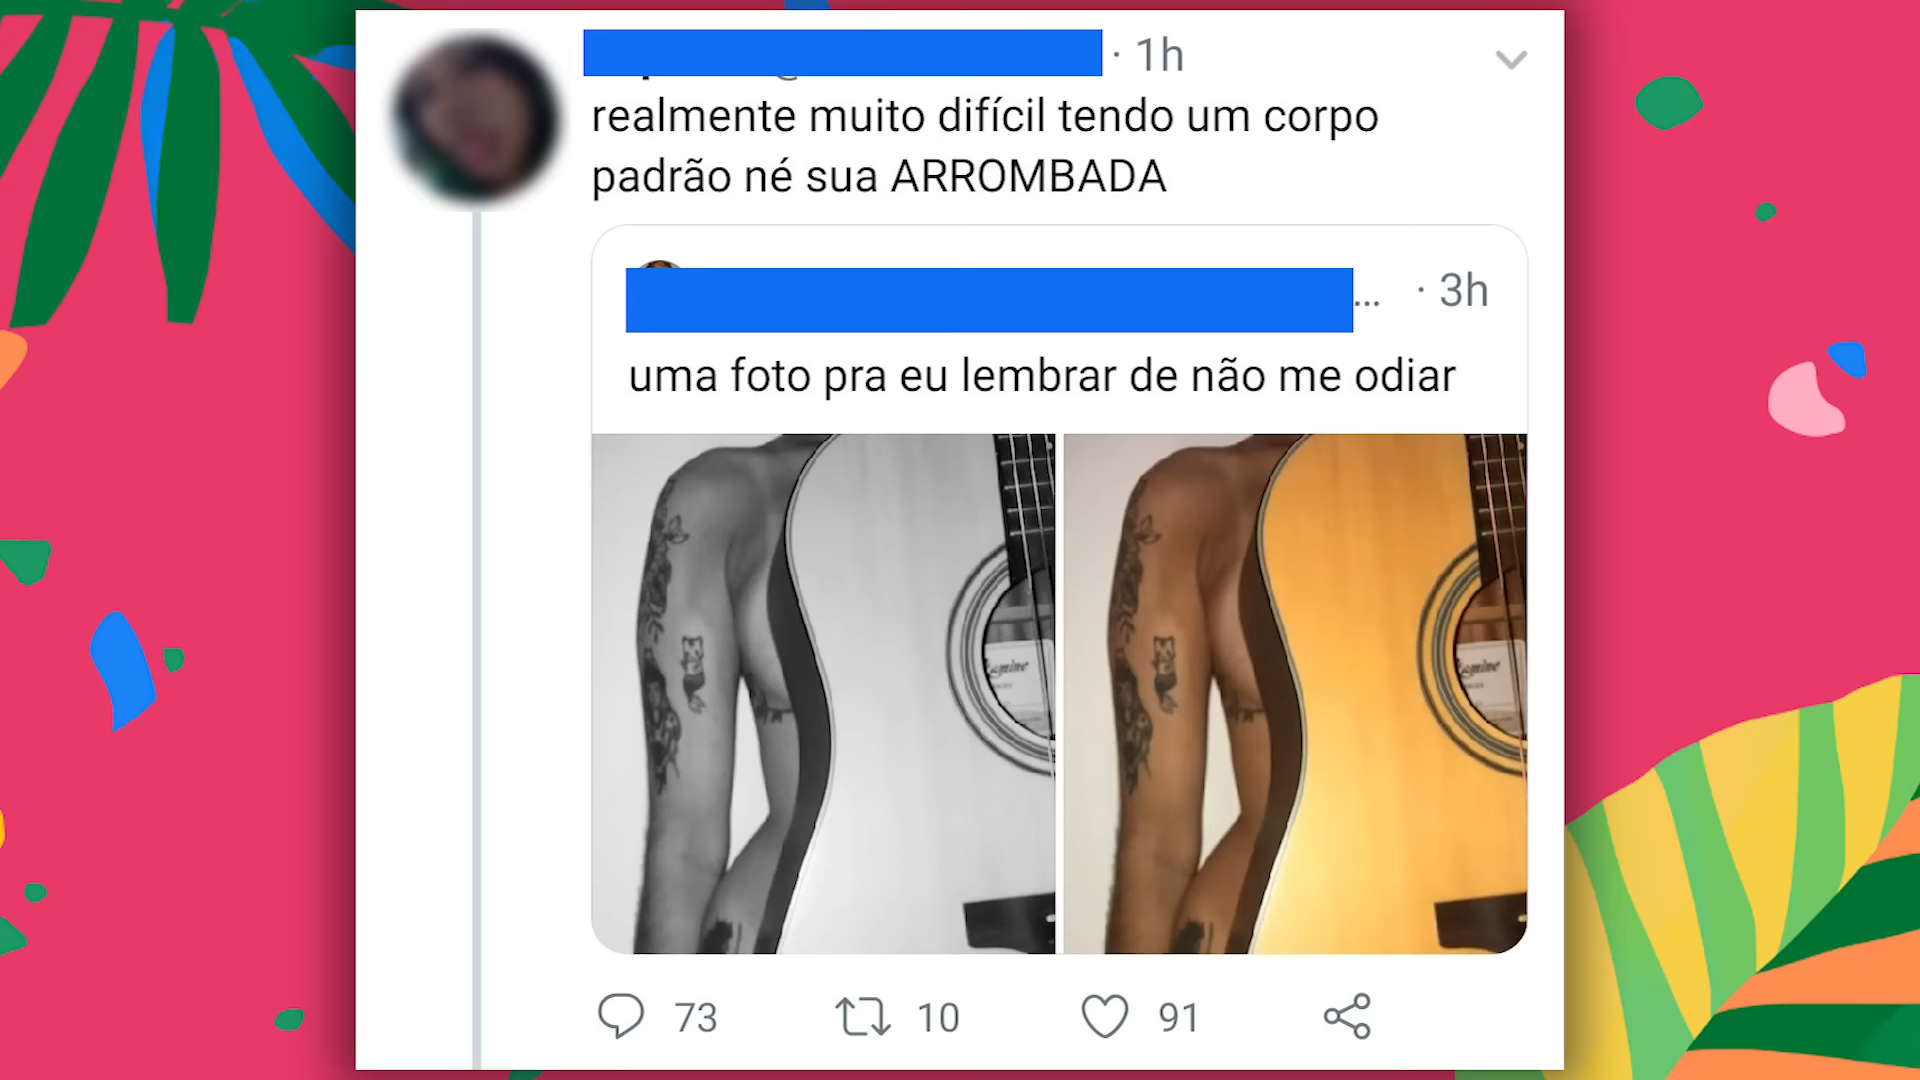 · 1h
realmente muito difícil tendo um corpo
padrão né sua ARROMBADA
... · 3h
uma foto pra eu lembrar de não me odiar
73 10 91